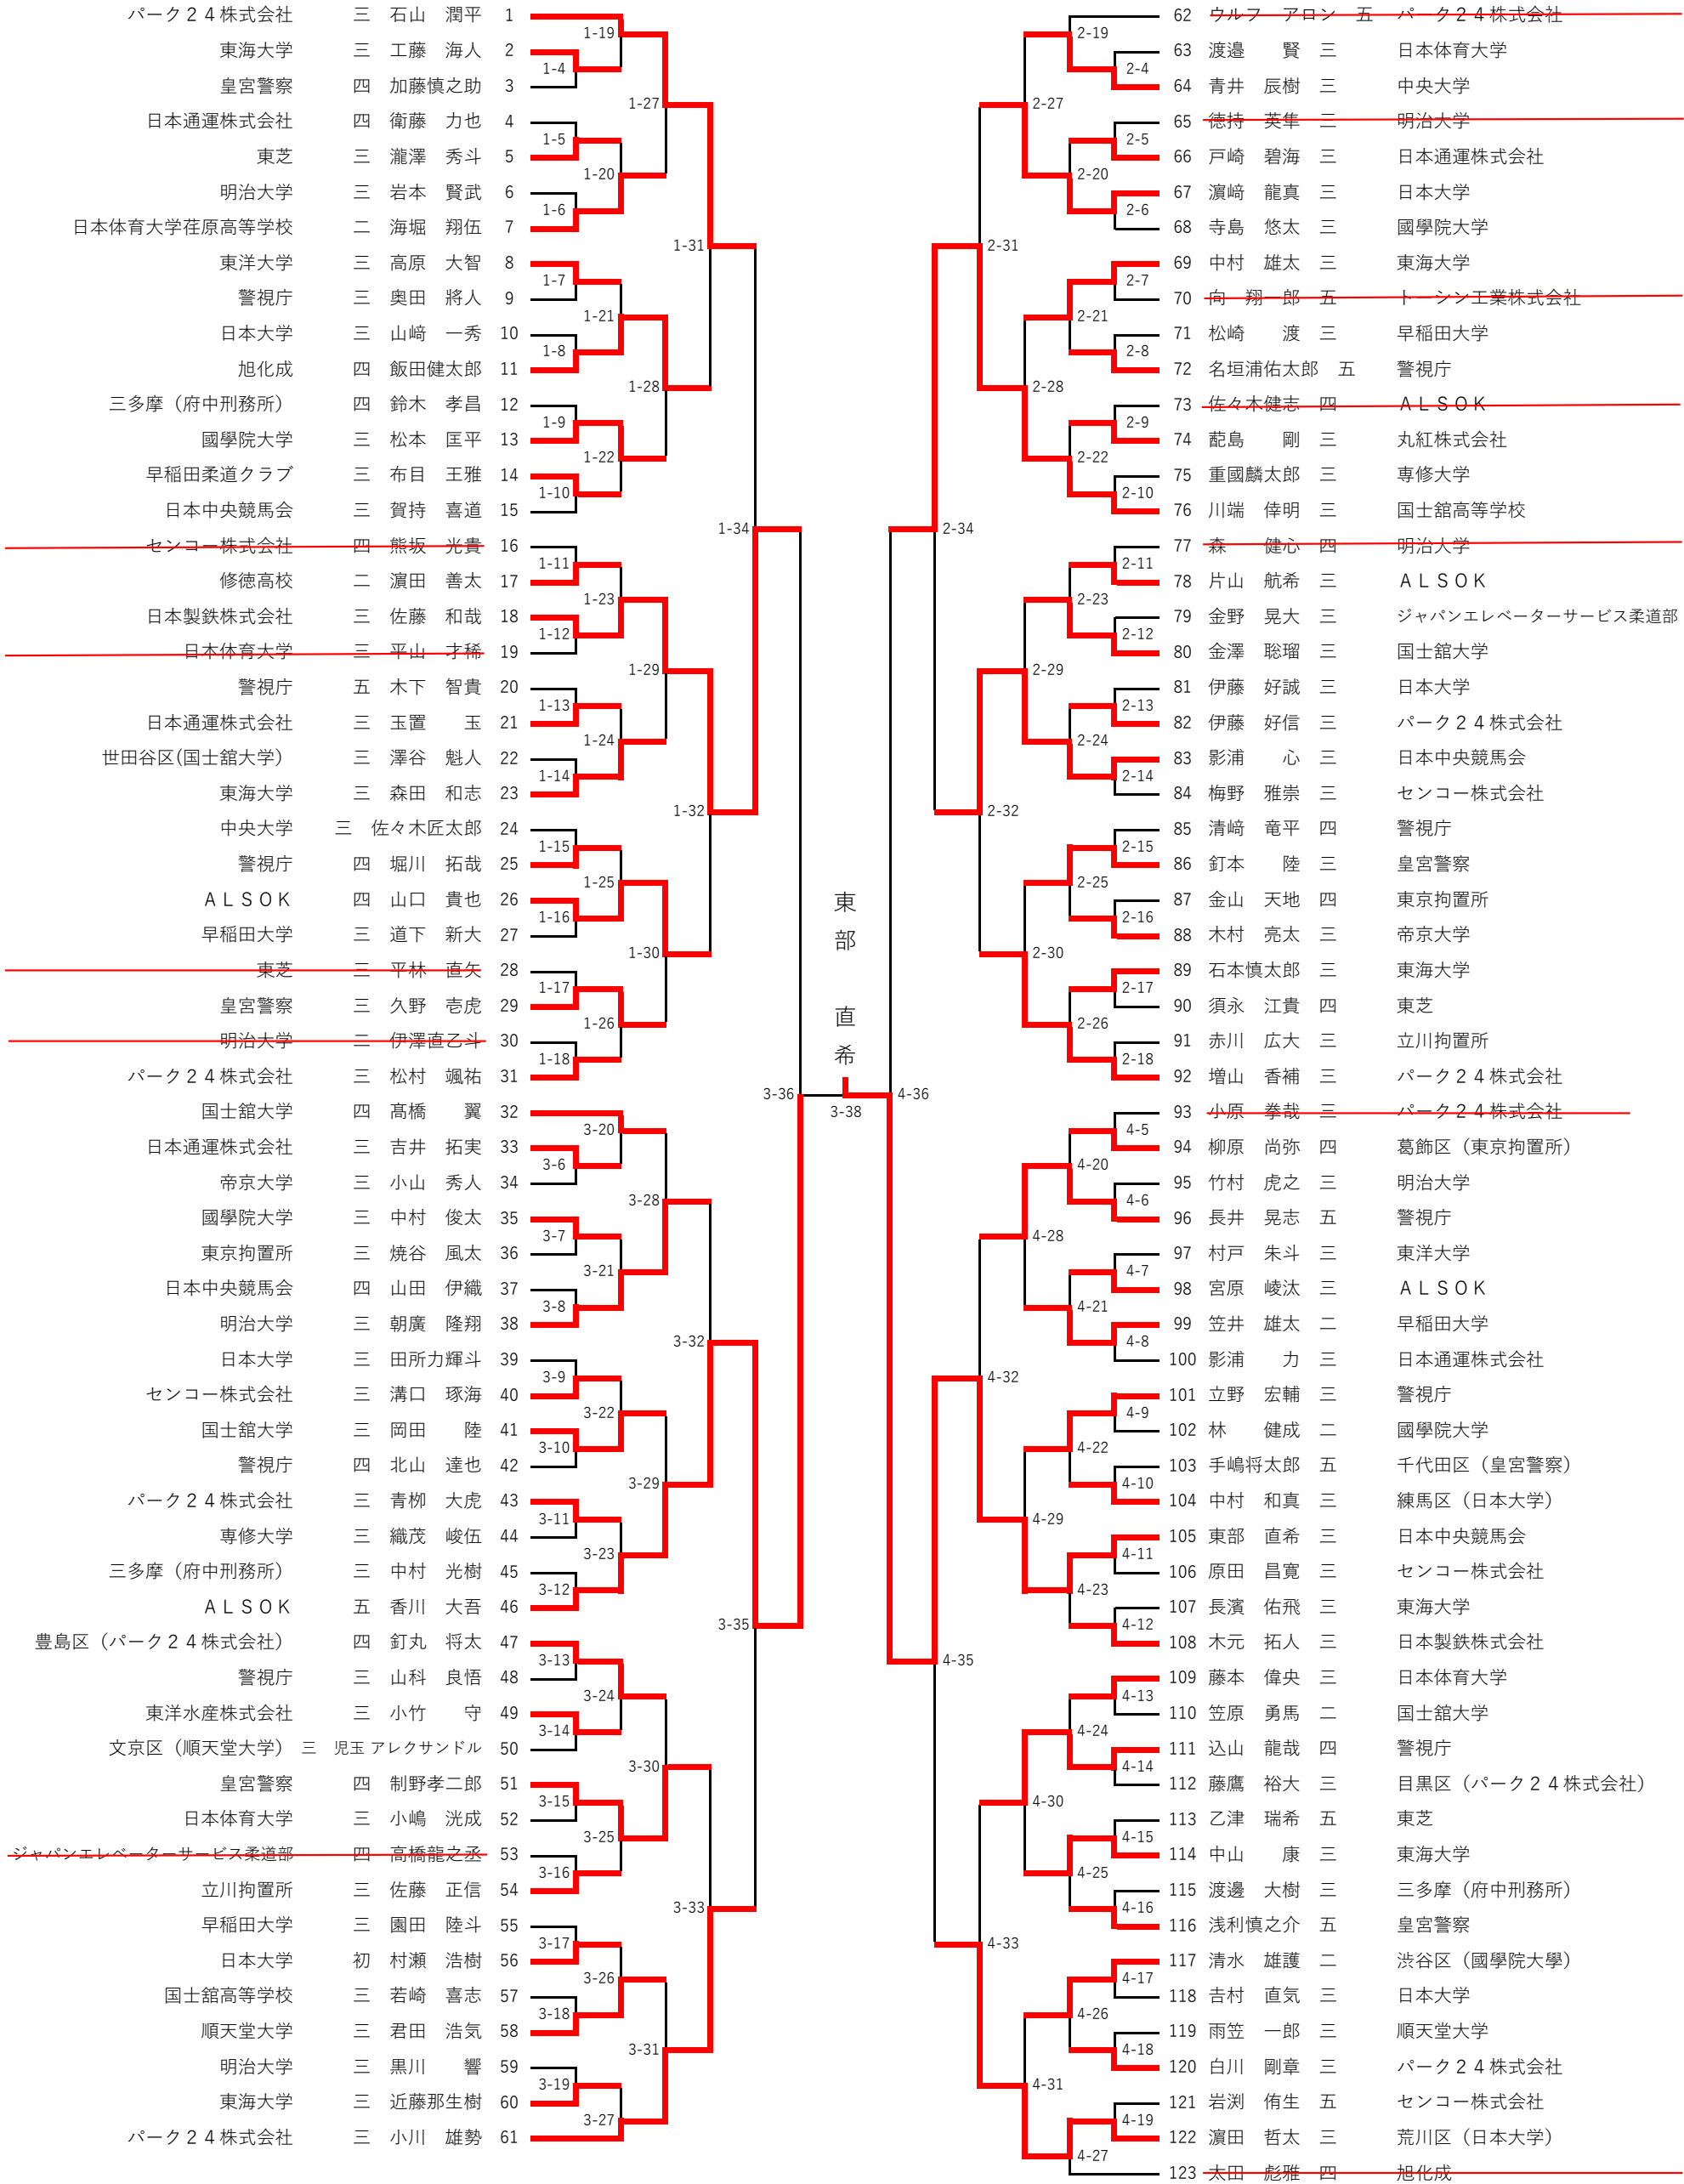 パーク２４株式会社 三 石山 潤平 1
東海大学 三 工藤 海人 2
皇宮警察 四 加藤慎之助 3
日本通運株式会社 四 衛藤 力也 4
東芝 三 瀧澤 秀斗 5
明治大学 三 岩本 賢武 6
日本体育大学荏原高等学校 二 海堀 翔伍 7
東洋大学 三 高原 大智 8
警視庁 三 奥田 將人 9
日本大学 三 山﨑 一秀 10
旭化成 四 飯田健太郎 11
三多摩（府中刑務所） 四 鈴木 孝昌 12
國學院大学 三 松本 匡平 13
早稲田柔道クラブ 三 布目 王雅 14
日本中央競馬会 三 賀持 喜道 15
センコー株式会社 四 熊坂 光貴 16
修徳高校 二 濵田 善太 17
日本製鉄株式会社 三 佐藤 和哉 18
日本体育大学 三 平山 才稀 19
警視庁 五 木下 智貴 20
日本通運株式会社 三 玉置 玉 21
世田谷区(国士舘大学） 三 澤谷 魁人 22
東海大学 三 森田 和志 23
中央大学 三 佐々木匠太郎 24
警視庁 四 堀川 拓哉 25
ＡＬＳＯＫ 四 山口 貴也 26
早稲田大学 三 道下 新大 27
東芝 三 平林 直矢 28
皇宮警察 三 久野 壱虎 29
明治大学 二 伊澤直乙斗 30
パーク２４株式会社 三 松村 颯祐 31
国士舘大学 四 髙橋 翼 32
日本通運株式会社 三 吉井 拓実 33
帝京大学 三 小山 秀人 34
國學院大学 三 中村 俊太 35
東京拘置所 三 焼谷 風太 36
日本中央競馬会 四 山田 伊織 37
明治大学 三 朝廣 隆翔 38
日本大学 三 田所力輝斗 39
センコー株式会社 三 溝口 琢海 40
国士舘大学 三 岡田 陸 41
警視庁 四 北山 達也 42
パーク２４株式会社 三 青栁 大虎 43
専修大学 三 織茂 峻伍 44
三多摩（府中刑務所） 三 中村 光樹 45
ＡＬＳＯＫ 五 香川 大吾 46
豊島区（パーク２４株式会社） 四 釘丸 将太 47
警視庁 三 山科 良悟 48
東洋水産株式会社 三 小竹 守 49
文京区（順天堂大学） 三 児玉 アレクサンドル 50
皇宮警察 四 制野孝二郎 51
日本体育大学 三 小嶋 洸成 52
ジャパンエレベーターサービス柔道部 四 高橋龍之丞 53
立川拘置所 三 佐藤 正信 54
早稲田大学 三 園田 陸斗 55
日本大学 初 村瀬 浩樹 56
国士舘高等学校 三 若崎 喜志 57
順天堂大学 三 君田 浩気 58
明治大学 三 黒川 響 59
東海大学 三 近藤那生樹 60
パーク２４株式会社 三 小川 雄勢 61
1-19
1-4
1-27
1-5
1-20
1-6
1-31
1-7
1-21
1-8
1-28
1-9
1-22
1-10
1-34
1-11
1-23
1-12
1-29
1-13
1-24
1-14
1-32
1-15
1-25
1-16
1-30
1-17
1-26
1-18
3-36
3-20
3-6
3-28
3-7
3-21
3-8
3-32
3-9
3-22
3-10
3-29
3-11
3-23
3-12
3-35
3-13
3-24
3-14
3-30
3-15
3-25
3-16
3-33
3-17
3-26
3-18
3-31
3-19
3-27
東部 直希
3-38
2-19
2-4
2-27
2-5
2-20
2-6
2-31
2-7
2-21
2-8
2-28
2-9
2-22
2-10
2-34
2-11
2-23
2-12
2-29
2-13
2-24
2-14
2-32
2-15
2-25
2-16
2-30
2-17
2-26
2-18
4-36
4-5
4-20
4-6
4-28
4-7
4-21
4-8
4-32
4-9
4-22
4-10
4-29
4-11
4-23
4-12
4-35
4-13
4-24
4-14
4-30
4-15
4-25
4-16
4-33
4-17
4-26
4-18
4-31
4-19
4-27
62 ウルフ アロン 五 パーク２４株式会社
63 渡邉 賢 三 日本体育大学
64 青井 辰樹 三 中央大学
65 徳持 英隼 二 明治大学
66 戸崎 碧海 三 日本通運株式会社
67 濵﨑 龍真 三 日本大学
68 寺島 悠太 三 國學院大学
69 中村 雄太 三 東海大学
70 向 翔一郎 五 トーシン工業株式会社
71 松崎 渡 三 早稲田大学
72 名垣浦佑太郎 五 警視庁
73 佐々木健志 四 ＡＬＳＯＫ
74 蓜島 剛 三 丸紅株式会社
75 重國麟太郎 三 専修大学
76 川端 倖明 三 国士舘高等学校
77 森 健心 四 明治大学
78 片山 航希 三 ＡＬＳＯＫ
79 金野 晃大 三 ジャパンエレベーターサービス柔道部
80 金澤 聡瑠 三 国士舘大学
81 伊藤 好誠 三 日本大学
82 伊藤 好信 三 パーク２４株式会社
83 影浦 心 三 日本中央競馬会
84 梅野 雅崇 三 センコー株式会社
85 清﨑 竜平 四 警視庁
86 釘本 陸 三 皇宮警察
87 金山 天地 四 東京拘置所
88 木村 亮太 三 帝京大学
89 石本慎太郎 三 東海大学
90 須永 江貴 四 東芝
91 赤川 広大 三 立川拘置所
92 増山 香補 三 パーク２４株式会社
93 小原 拳哉 三 パーク２４株式会社
94 柳原 尚弥 四 葛飾区（東京拘置所）
95 竹村 虎之 三 明治大学
96 長井 晃志 五 警視庁
97 村戸 朱斗 三 東洋大学
98 宮原 崚汰 三 ＡＬＳＯＫ
99 笠井 雄太 二 早稲田大学
100 影浦 力 三 日本通運株式会社
101 立野 宏輔 三 警視庁
102 林 健成 二 國學院大学
103 手嶋将太郎 五 千代田区（皇宮警察）
104 中村 和真 三 練馬区（日本大学）
105 東部 直希 三 日本中央競馬会
106 原田 昌寛 三 センコー株式会社
107 長濱 佑飛 三 東海大学
108 木元 拓人 三 日本製鉄株式会社
109 藤本 偉央 三 日本体育大学
110 笠原 勇馬 二 国士舘大学
111 込山 龍哉 四 警視庁
112 藤鷹 裕大 三 目黒区（パーク２４株式会社）
113 乙津 瑞希 五 東芝
114 中山 康 三 東海大学
115 渡邊 大樹 三 三多摩（府中刑務所）
116 浅利慎之介 五 皇宮警察
117 清水 雄護 二 渋谷区（國學院大學）
118 𠮷村 直気 三 日本大学
119 雨笠 一郎 三 順天堂大学
120 白川 剛章 三 パーク２４株式会社
121 岩渕 侑生 五 センコー株式会社
122 濵田 哲太 三 荒川区（日本大学）
123 太田 彪雅 四 旭化成